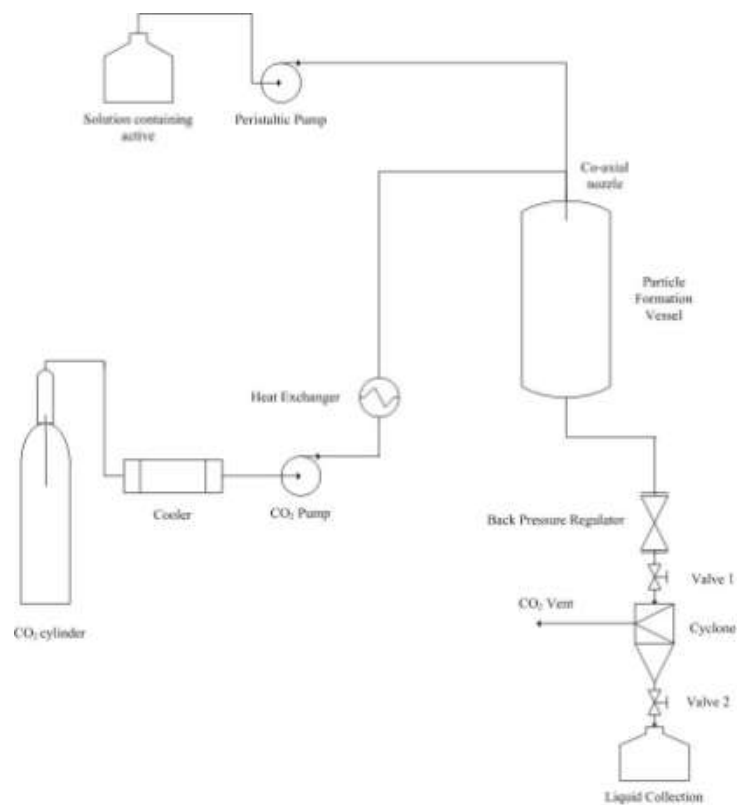 Solution containing
active
Peristaltic Pump
Co-axial
nozzle
Particle
Formation
Vessel
Heat Exchanger
Cooler
CO₂ Pump
Back Pressure Regulator
Valve 1
CO₂ Vent
Cyclone
CO₂ cylinder
Valve 2
Liquid Collection